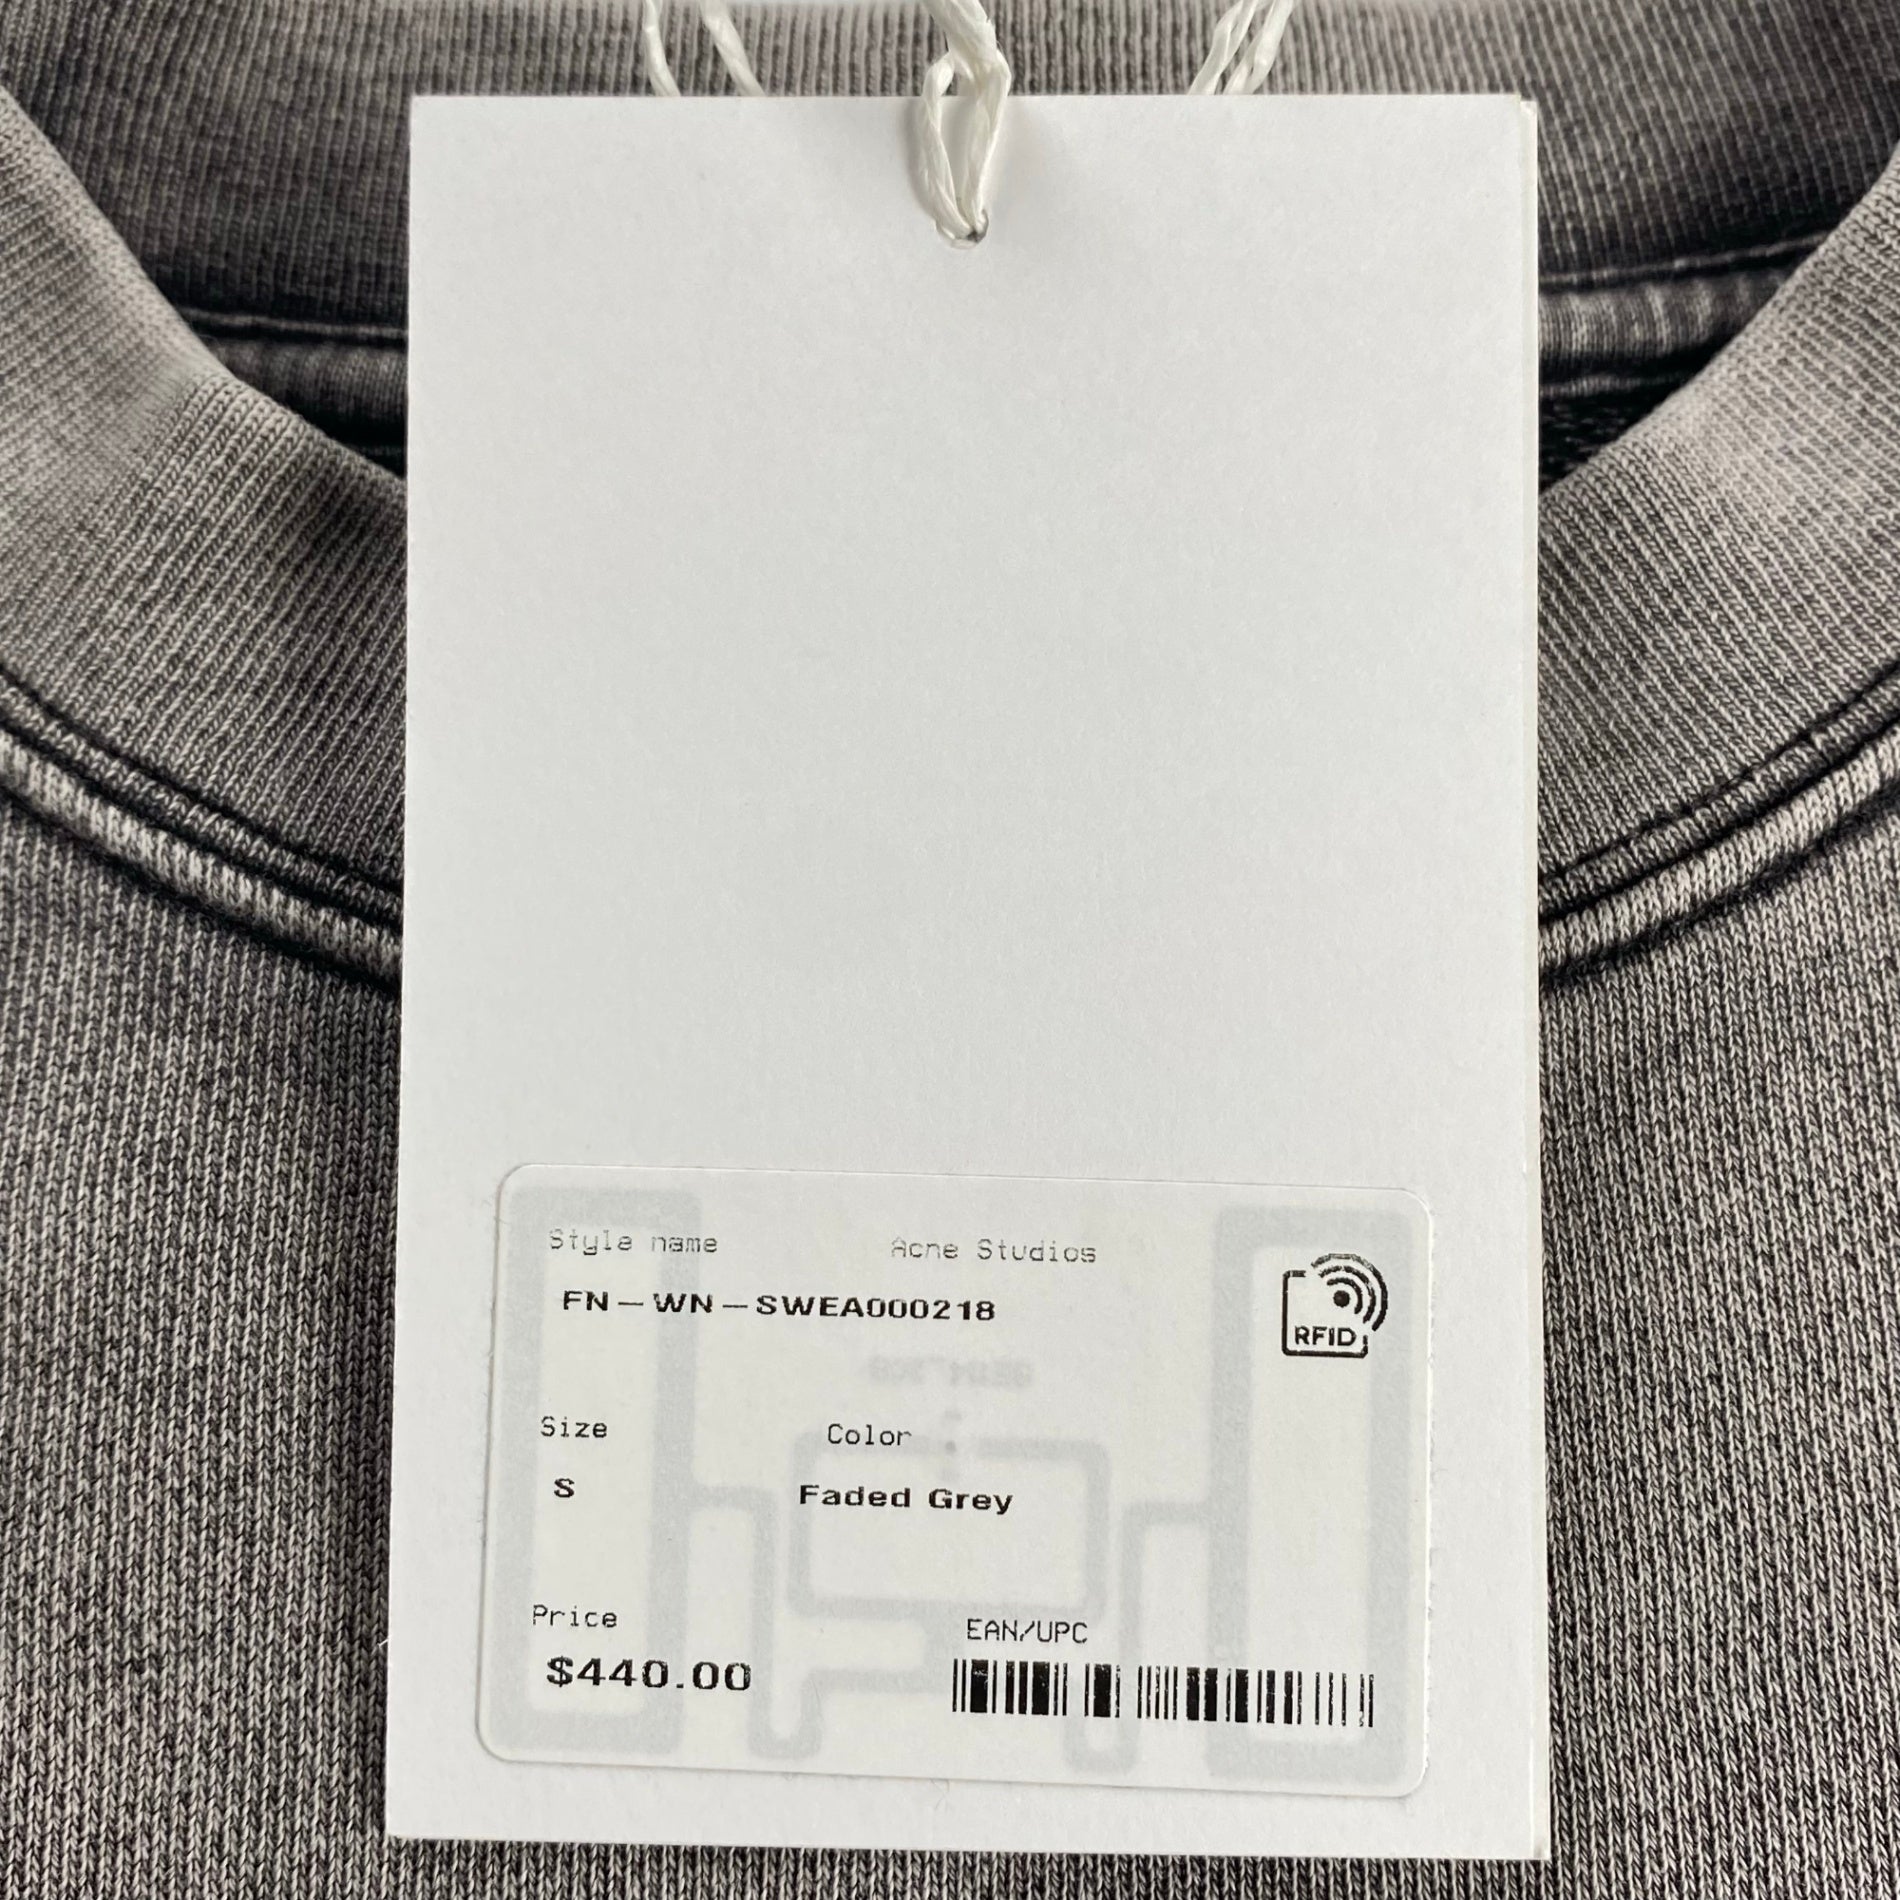 Style name Acne Studios
FN-WN-SWEA000218
RFID
Size Color
S Faded Grey
Price EAN/UPC
$440.00